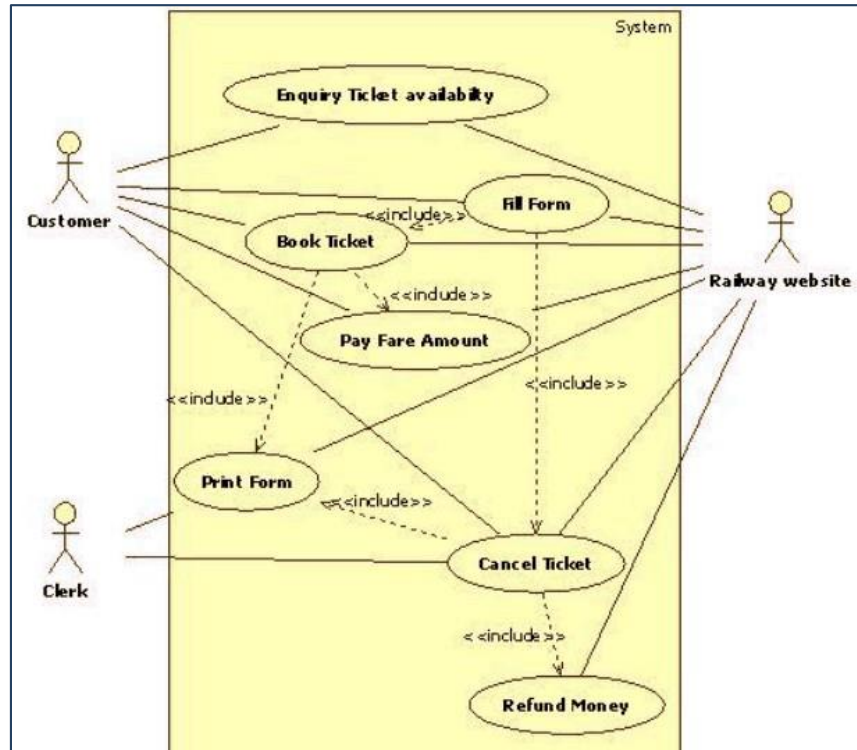 System
Enquiry Ticket availabilty
Fill Form
<<include>>
Customer
Book Ticket
Railway website
<<include>>
Pay Fare Amount
<<include>>
<<include>>
Print Form
<<include>>
Cancel Ticket
Clerk
<<include>>
Refund Money